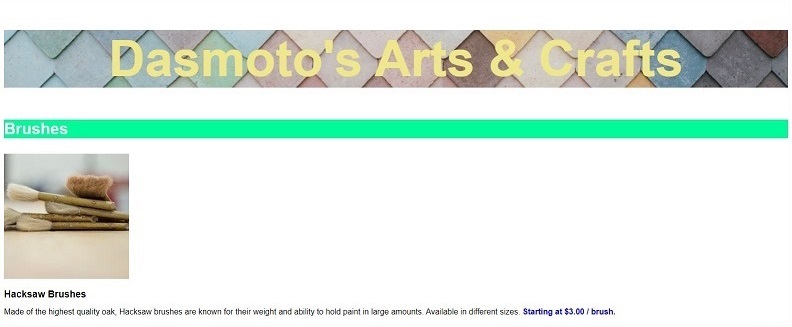 Dasmoto's Arts & Crafts
Brushes
Hacksaw Brushes
Made of the highest quality oak, Hacksaw brushes are known for their weight and ability to hold paint in large amounts. Available in different sizes. Starting at $3.00 / brush.